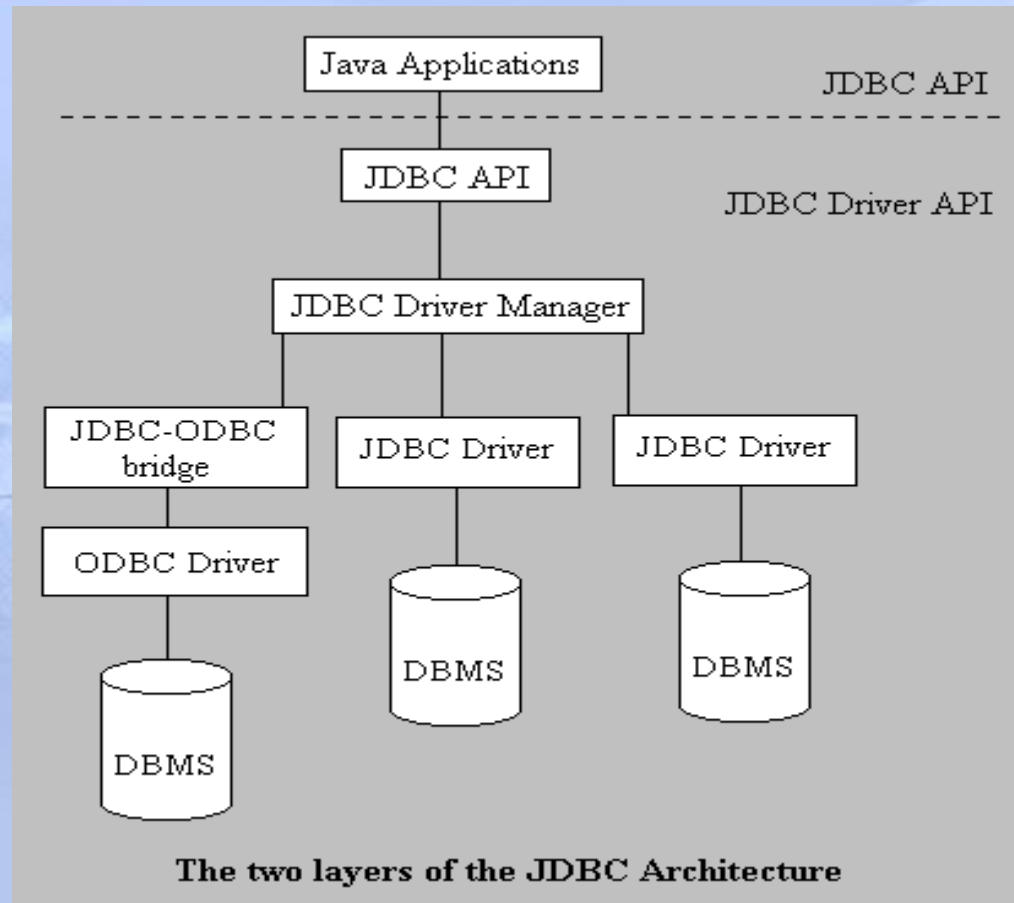 Java Applications
JDBC API
JDBC API
JDBC Driver API
JDBC Driver Manager
JDBC-ODBC
bridge
JDBC Driver
JDBC Driver
ODBC Driver
DBMS
DBMS
DBMS
The two layers of the JDBC Architecture